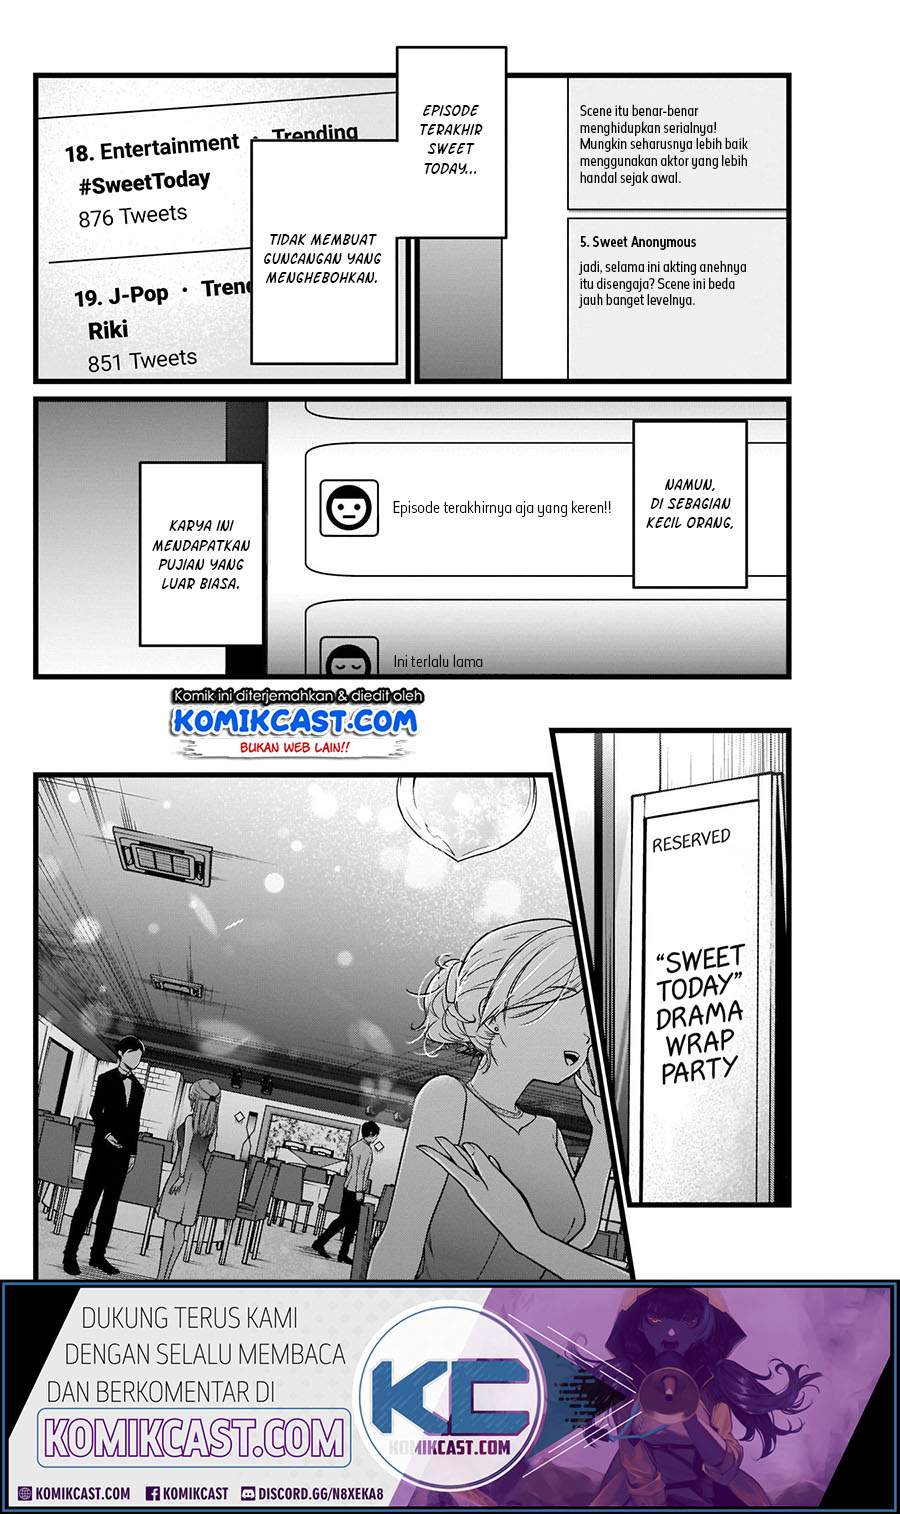 EPISODE
TERAKHIR
SWEET
TODAY...
TIDAK MEMBUAT
GUNCANGAN YANG
MENGHEBOHKAN.
18. Entertainment · Trending
#SweetToday
876 Tweets
19. J-Pop · Trend
Riki
851 Tweets
Scene itu benar-benar
menghidupkan serialnya!
Mungkin seharusnya lebih baik
menggunakan aktor yang lebih
handal sejak awal.
5. Sweet Anonymous
jadi, selama ini akting anehnya
itu disengaja? Scene ini beda
jauh banget levelnya.
NAMUN,
DI SEBAGIAN
KECIL ORANG,
Episode terakhirnya aja yang keren!!
Ini terlalu lama
KARYA INI
MENDAPATKAN
PUJIAN YANG
LUAR BIASA.
Komik ini diterjemahkan & diedit oleh
KOMIKCAST.COM
BUKAN WEB LAIN!!
RESERVED
"SWEET
TODAY"
DRAMA
WRAP
PARTY
DUKUNG TERUS KAMI
DENGAN SELALU MEMBACA
DAN BERKOMENTAR DI
KOMIKCAST.COM
KC
KOMIKCAST.COM
KOMIKCAST.COM KOMIKCAST DISCORD.GG/N8XEKA8